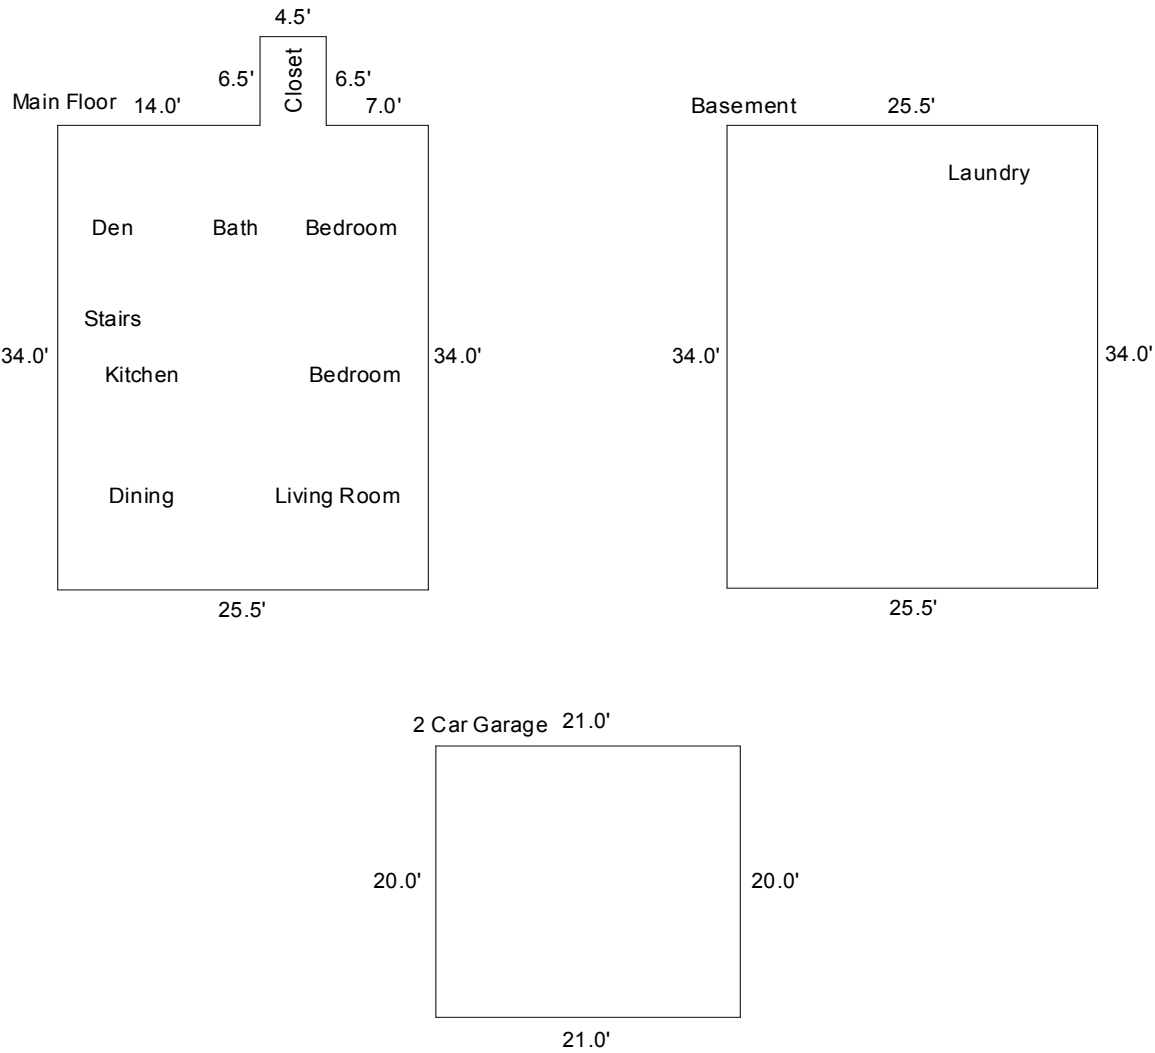 4.5'
6.5' Closet 6.5'
Main Floor 14.0' 7.0'
Den Bath Bedroom
Stairs
34.0' 34.0'
Kitchen Bedroom
Dining Living Room
25.5'
Basement 25.5'
Laundry
34.0' 34.0'
25.5'
2 Car Garage 21.0'
20.0' 20.0'
21.0'